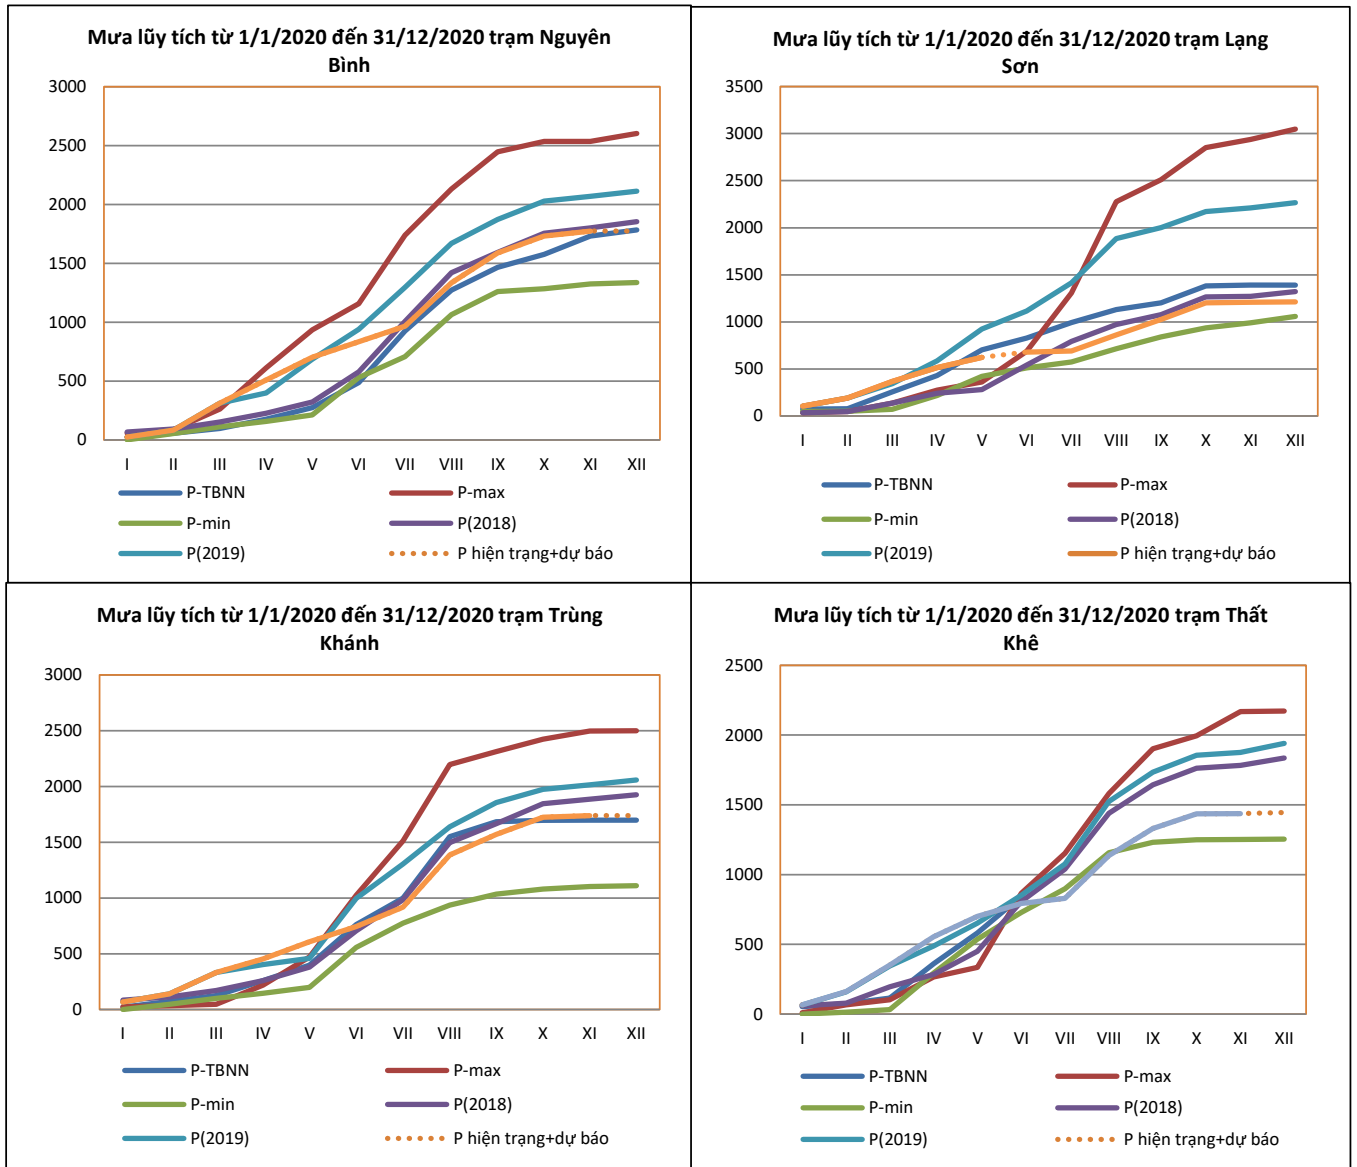 Mưa lũy tích từ 1/1/2020 đến 31/12/2020 trạm Nguyên
Bình
3000
2500
2000
1500
1000
500
0
I II III IV V VI VII VIII IX X XI XII
P-TBNN P-max
P-min P(2018)
P(2019) P hiện trạng+dự báo
Mưa lũy tích từ 1/1/2020 đến 31/12/2020 trạm Lạng
Sơn
3500
3000
2500
2000
1500
1000
500
0
I II III IV V VI VII VIII IX X XI XII
P-TBNN P-max
P-min P(2018)
P(2019) P hiện trạng+dự báo
Mưa lũy tích từ 1/1/2020 đến 31/12/2020 trạm Trùng
Khánh
3000
2500
2000
1500
1000
500
0
I II III IV V VI VII VIII IX X XI XII
P-TBNN P-max
P-min P(2018)
P(2019) P hiện trạng+dự báo
Mưa lũy tích từ 1/1/2020 đến 31/12/2020 trạm Thất
Khê
2500
2000
1500
1000
500
0
I II III IV V VI VII VIII IX X XI XII
P-TBNN P-max
P-min P(2018)
P(2019) P hiện trạng+dự báo